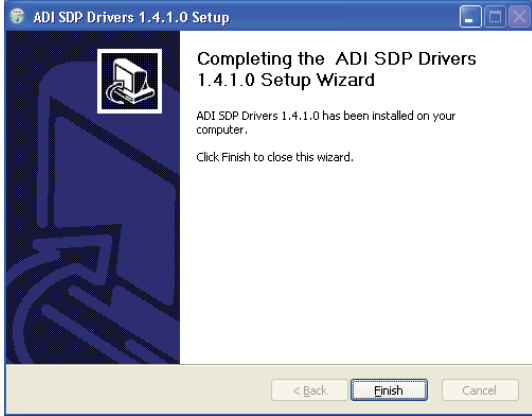 ADI SDP Drivers 1.4.1.0 Setup
Completing the ADI SDP Drivers
1.4.1.0 Setup Wizard
ADI SDP Drivers 1.4.1.0 has been installed on your
computer.
Click Finish to close this wizard.
< Back Finish Cancel